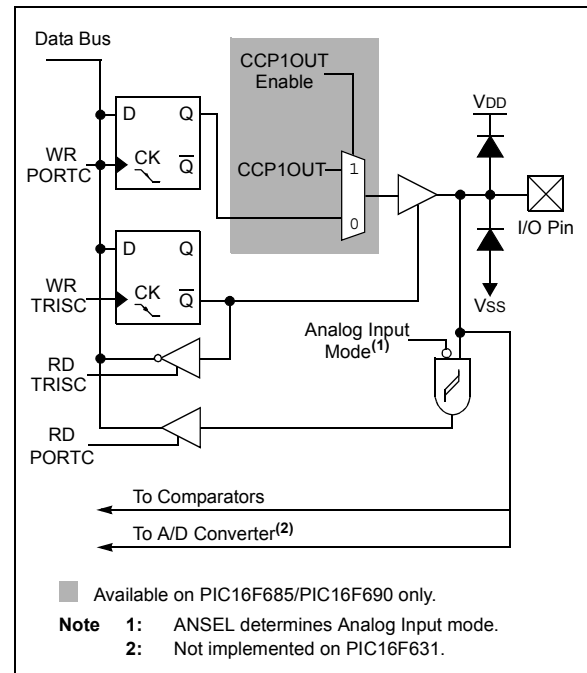 Data Bus
CCP1OUT
Enable
VDD
D Q
WR
PORTC
CK Q
CCP1OUT
1
0
I/O Pin
D Q
WR
TRISC
CK Q
VSS
Analog Input
Mode(1)
RD
TRISC
RD
PORTC
To Comparators
To A/D Converter(2)
Available on PIC16F685/PIC16F690 only.
Note 1: ANSEL determines Analog Input mode.
2: Not implemented on PIC16F631.